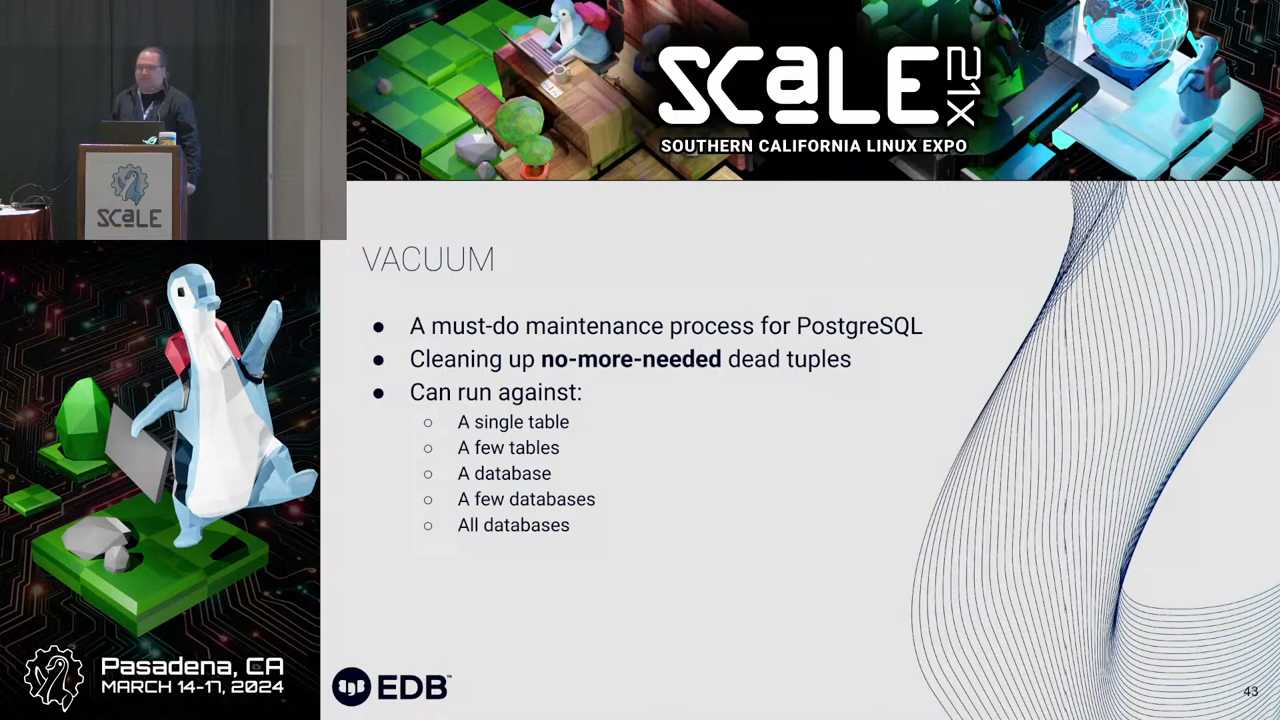 SCaLE 21X
SOUTHERN CALIFORNIA LINUX EXPO
SCaLE
VACUUM
● A must-do maintenance process for PostgreSQL
● Cleaning up no-more-needed dead tuples
● Can run against:
○ A single table
○ A few tables
○ A database
○ A few databases
○ All databases
Pasadena, CA
MARCH 14-17, 2024
EDB™
43